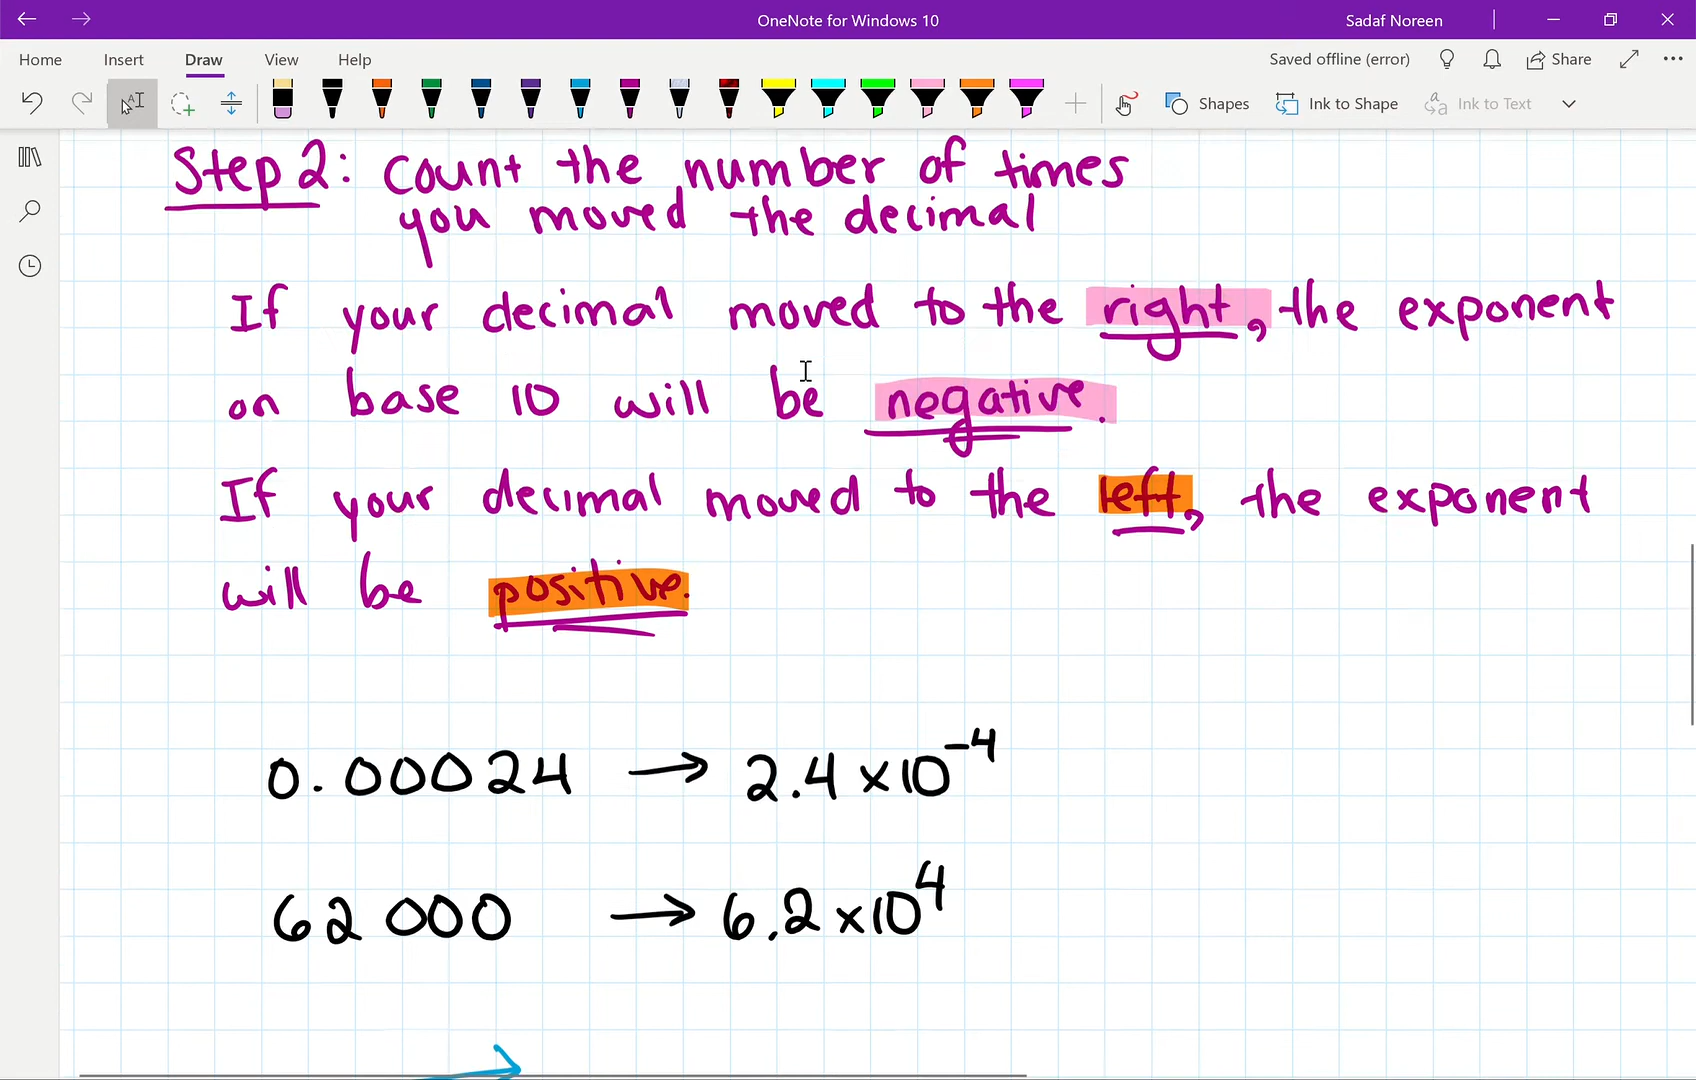 OneNote for Windows 10
Sadaf Noreen
Home Insert Draw View Help
Saved offline (error)
Share
Shapes
Ink to Shape
Ink to Text
Step 2: Count the number of times
you moved the decimal
If your decimal moved to the right, the exponent
on base 10 will be negative.
If your decimal moved to the left, the exponent
will be positive.
0.00024 → 2.4×10⁻⁴
62 000 → 6.2×10⁴